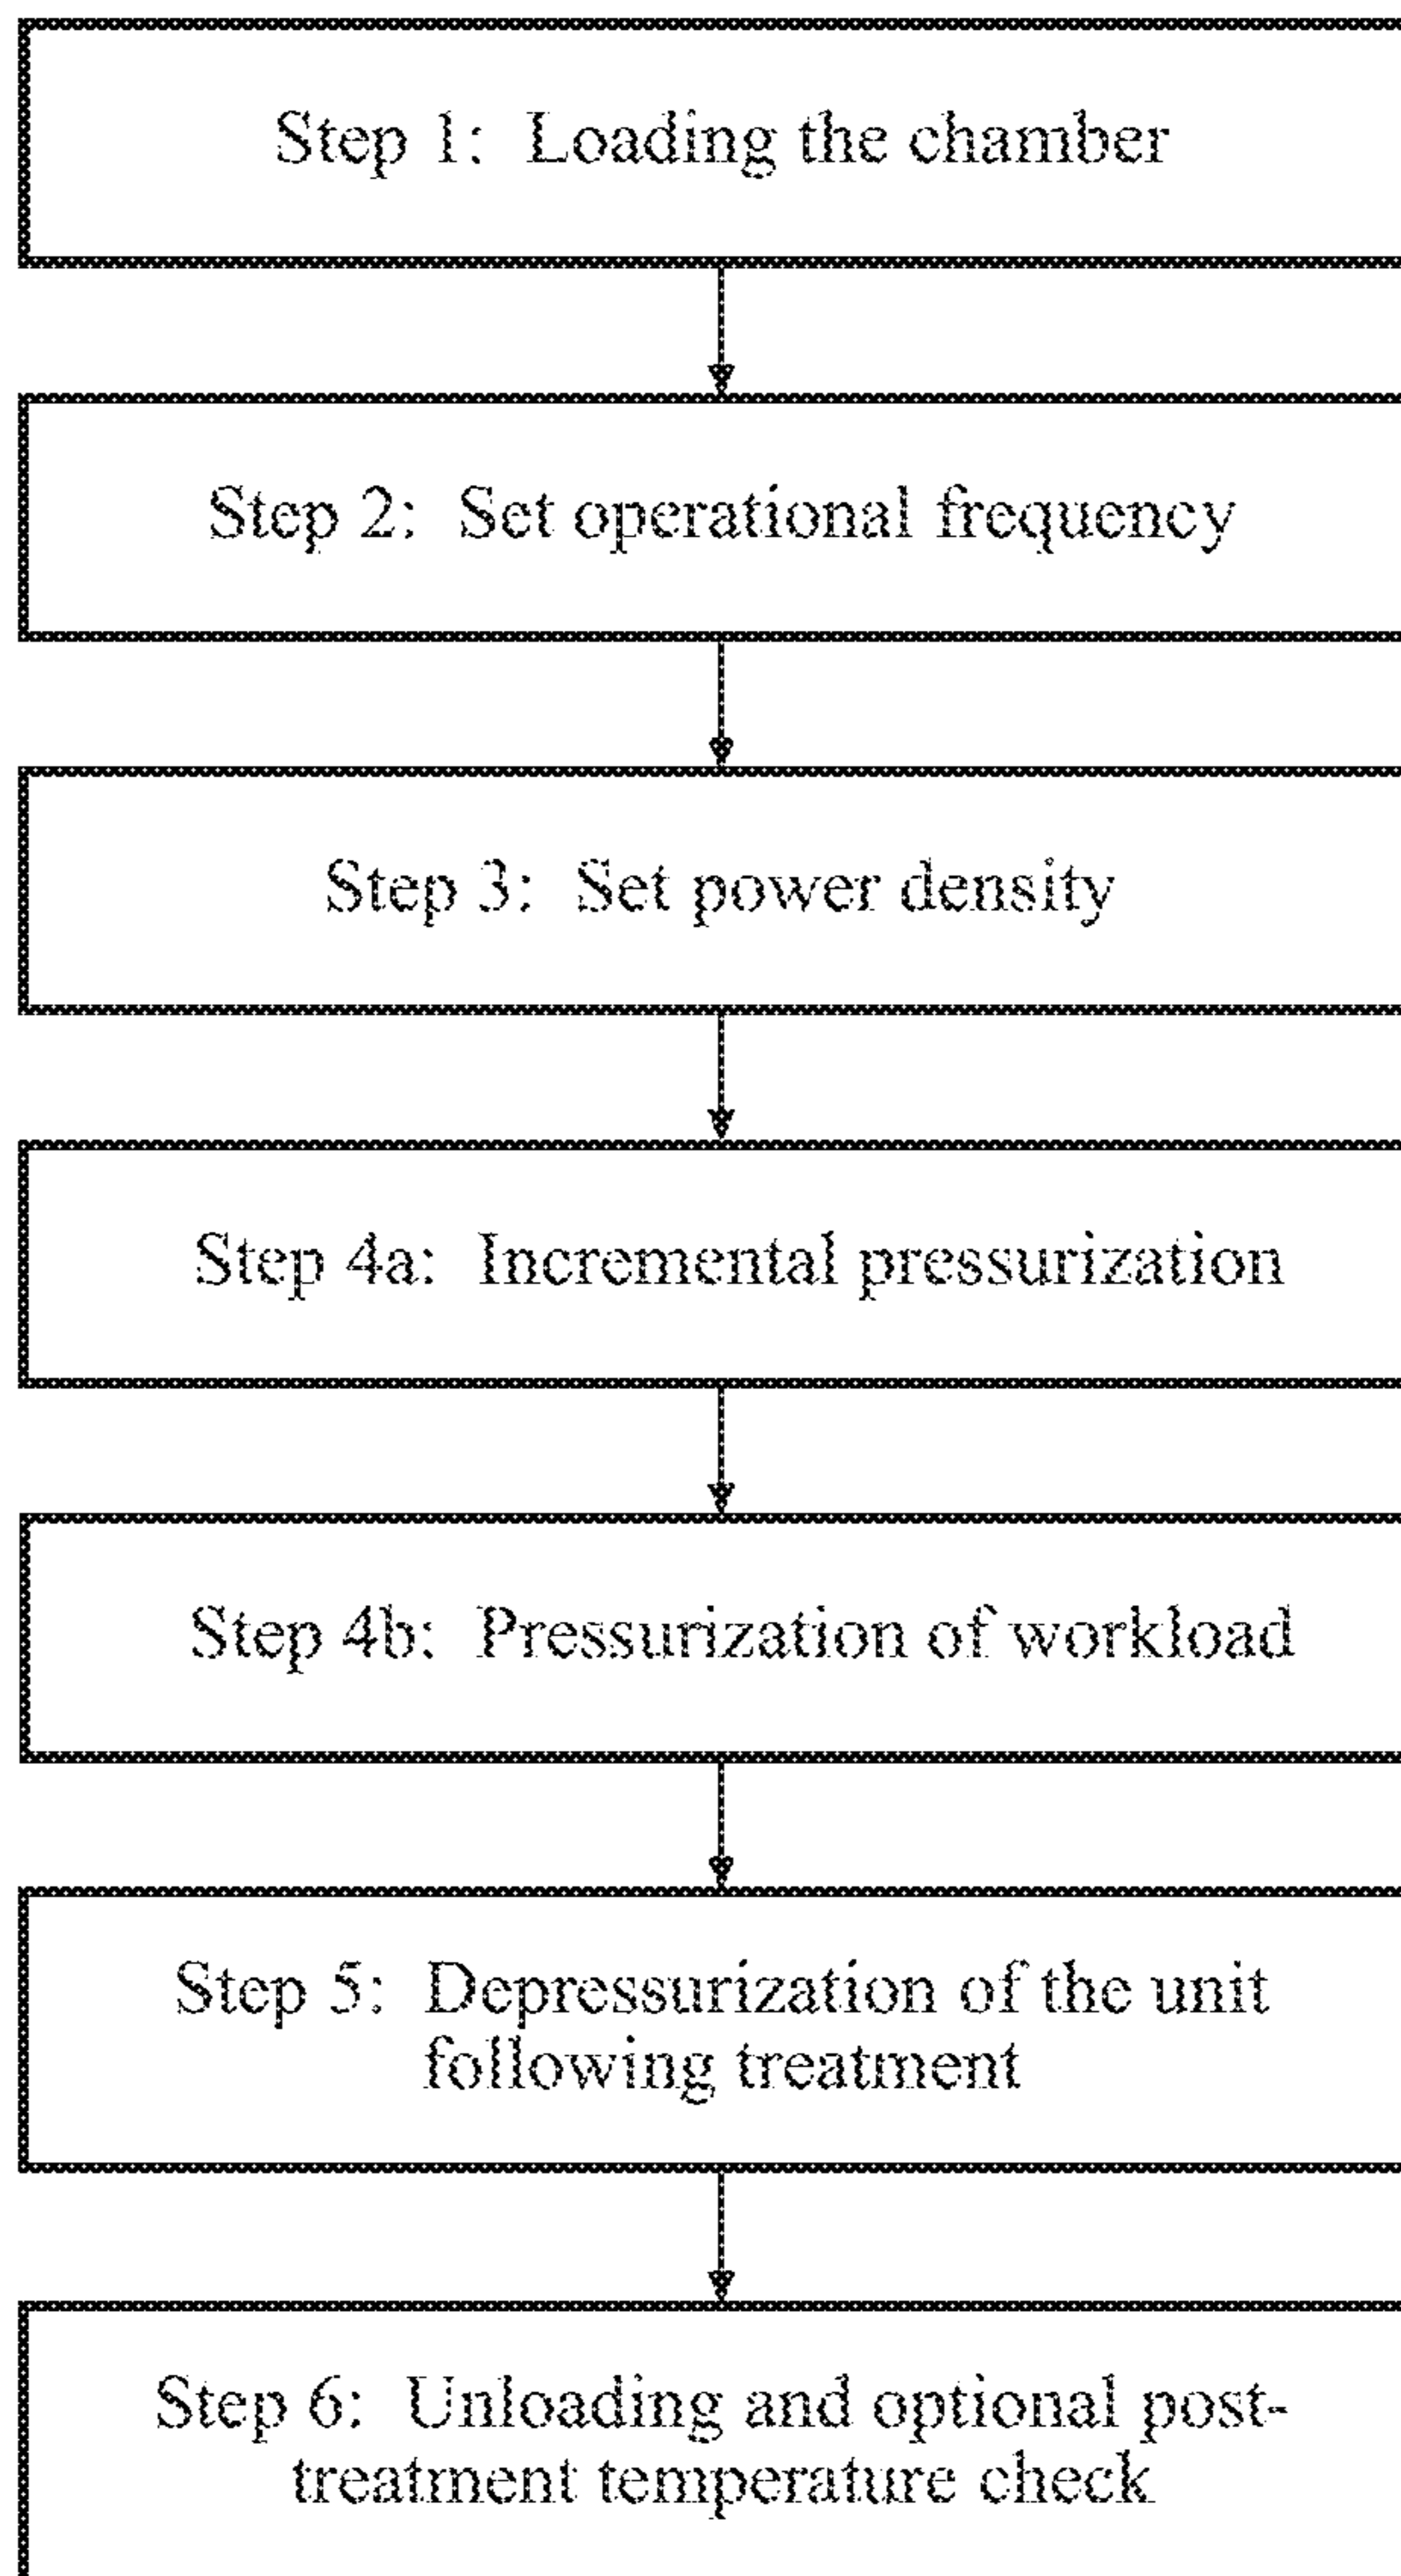 Step 1: Loading the chamber
Step 2: Set operational frequency
Step 3: Set power density
Step 4a: Incremental pressurization
Step 4b: Pressurization of workload
Step 5: Depressurization of the unit
following treatment
Step 6: Unloading and optional post-
treatment temperature check